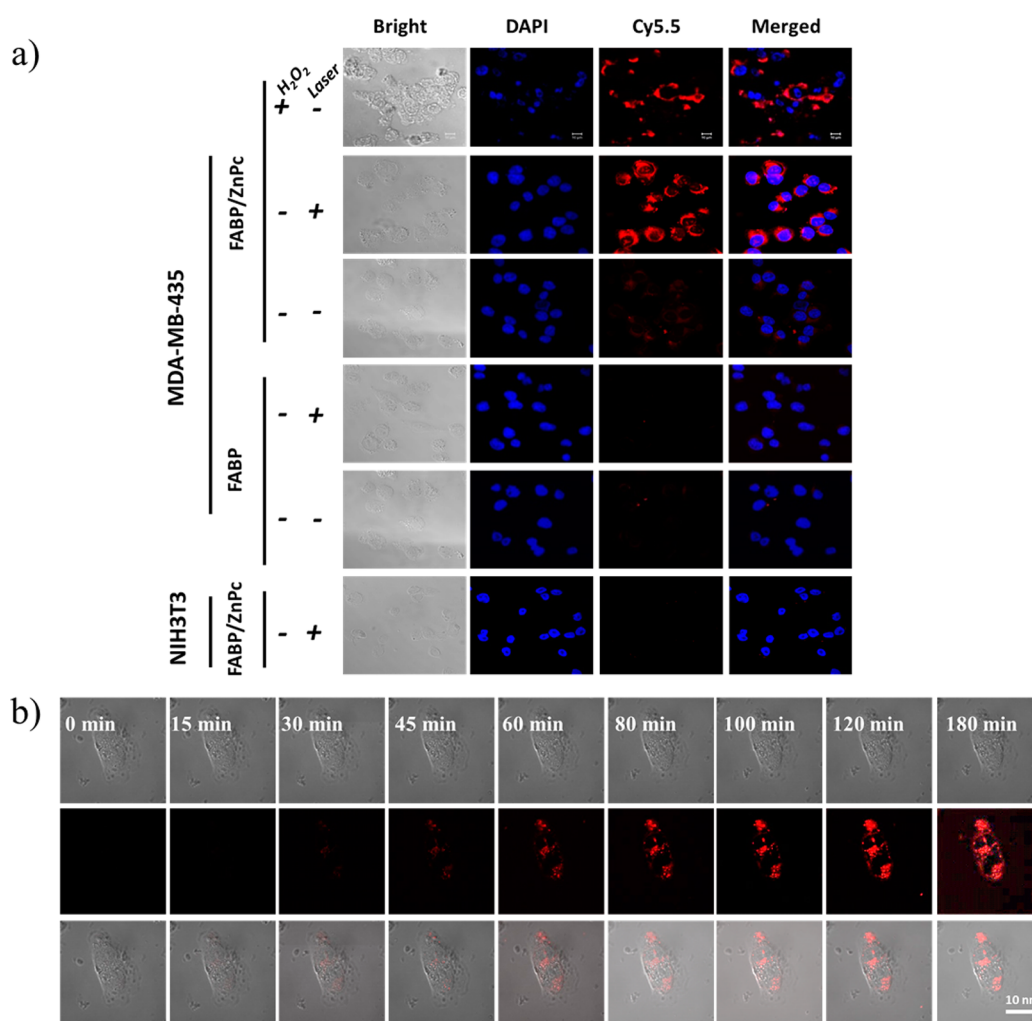 a)
Bright DAPI Cy5.5 Merged
H₂O₂ Laser
+ -
- +
- -
- +
- -
- +
MDA-MB-435
FABP/ZnPc
FABP
NIH3T3
FABP/ZnPc
b)
0 min 15 min 30 min 45 min 60 min 80 min 100 min 120 min 180 min